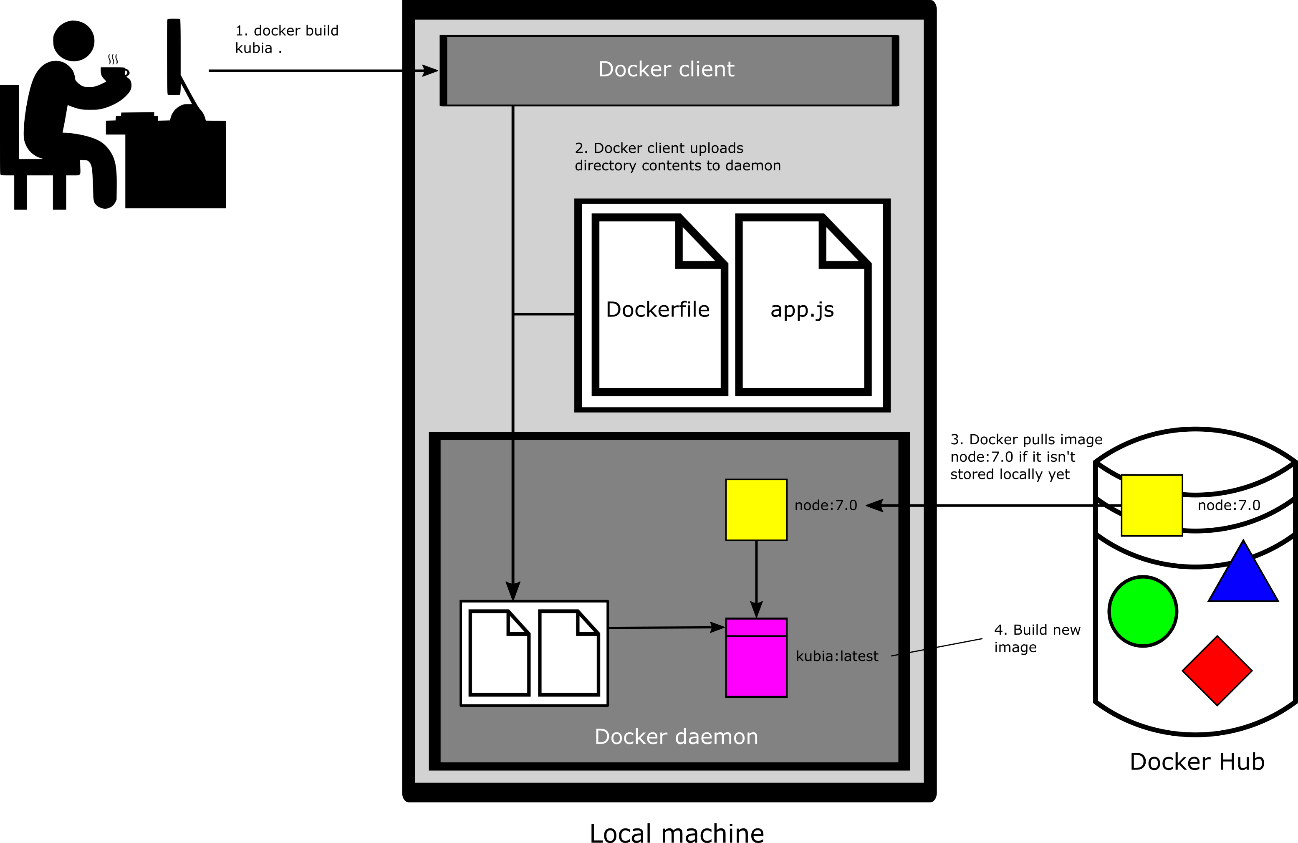 1. docker build
kubia .
Docker client
2. Docker client uploads
directory contents to daemon
Dockerfile
app.js
3. Docker pulls image
node:7.0 if it isn't
stored locally yet
node:7.0
node:7.0
4. Build new
image
kubia:latest
Docker daemon
Docker Hub
Local machine